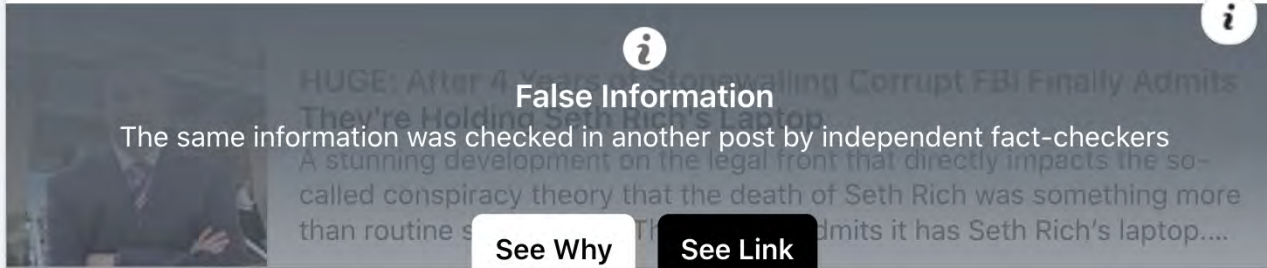 HUGE: After 4 Years of Stonewalling Corrupt FBI Finally Admits
False Information
They're Holding Seth Rich's Laptop
The same information was checked in another post by independent fact-checkers
A stunning development on the legal front that directly impacts the so-
called conspiracy theory that the death of Seth Rich was something more
than routine dmits it has Seth Rich's laptop....
See Why See Link